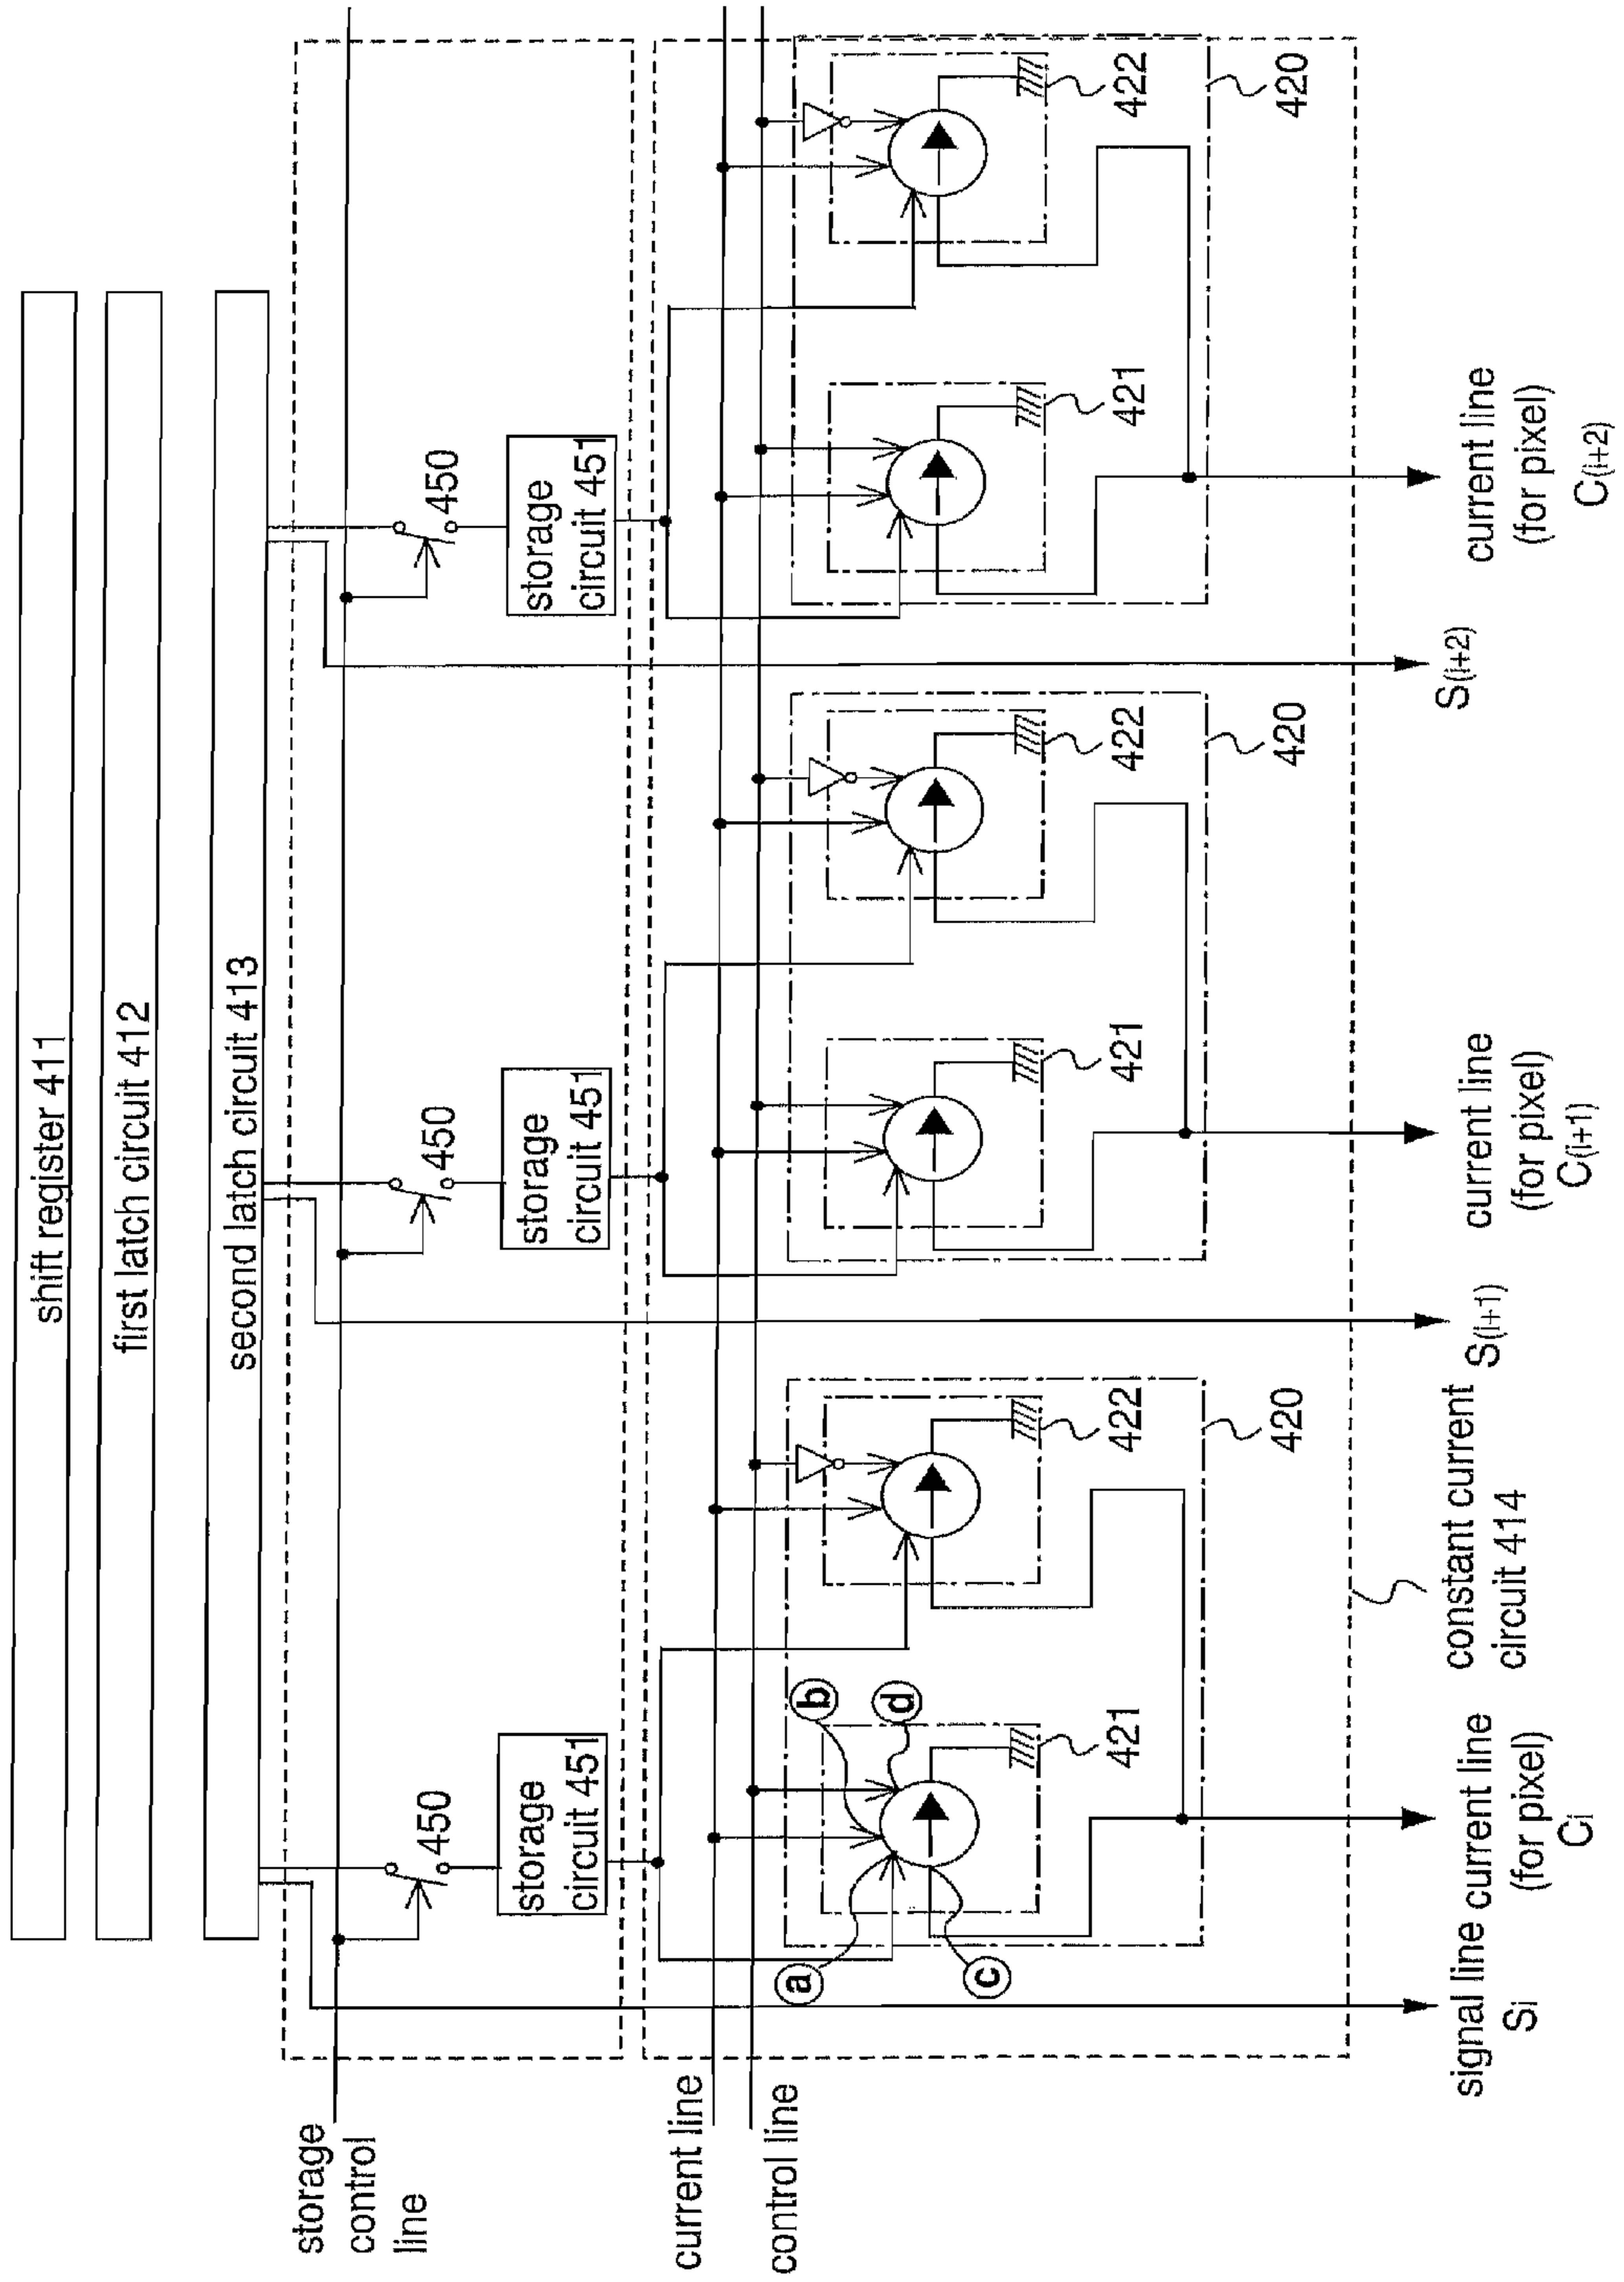 shift register 411
first latch circuit 412
second latch circuit 413
storage
control
line
450
450
450
storage
circuit 451
storage
circuit 451
storage
circuit 451
current line
control line
a
b
c
d
421
422
420
421
422
420
421
422
420
signal line
Si
current line
(for pixel)
Ci
constant current
circuit 414
S(i+1)
current line
(for pixel)
C(i+1)
S(i+2)
current line
(for pixel)
C(i+2)